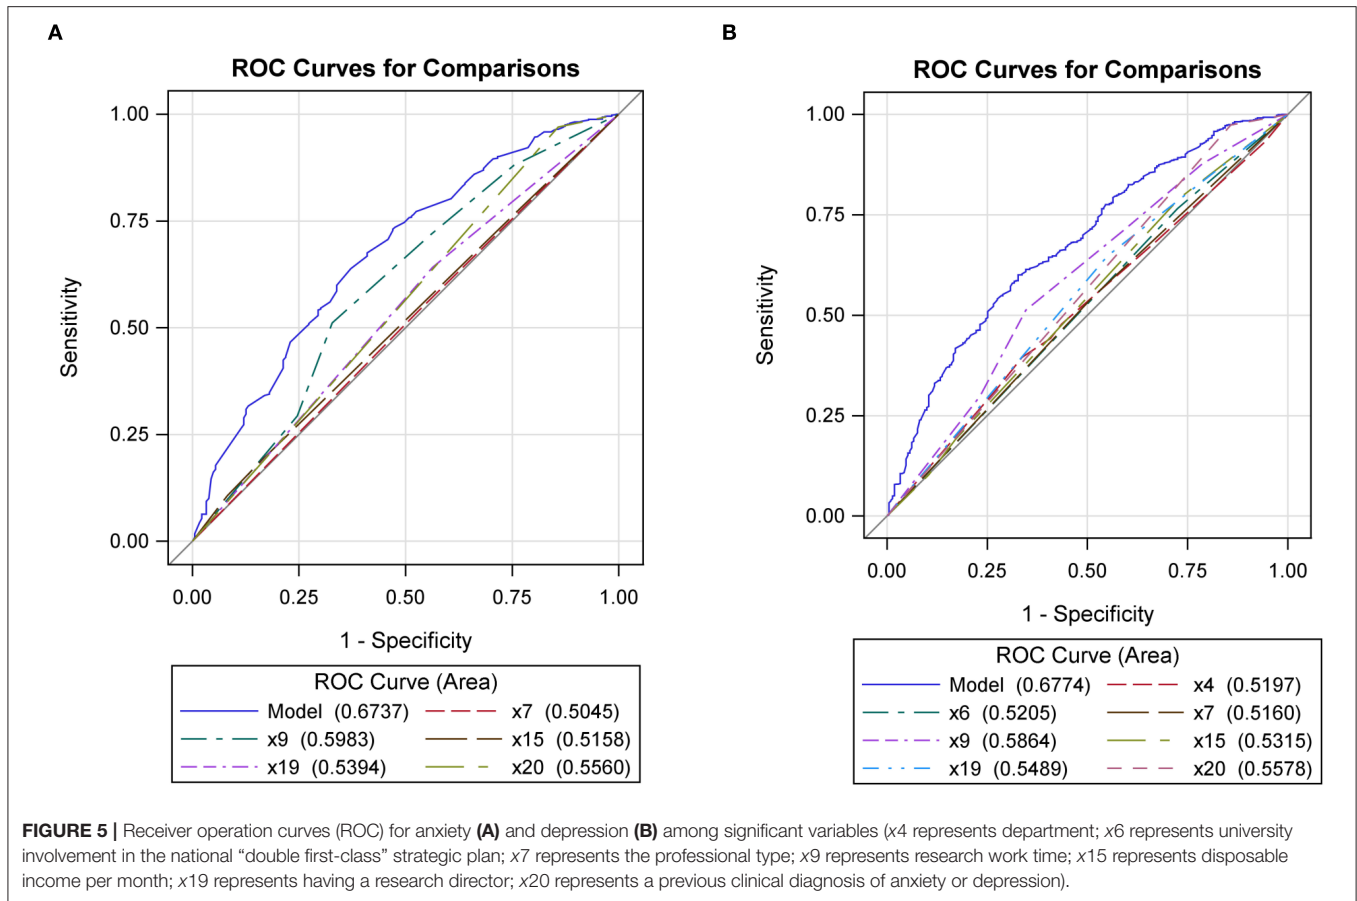 A
ROC Curves for Comparisons
1.00
0.75
0.50
0.25
0.00
Sensitivity
0.00 0.25 0.50 0.75 1.00
1 - Specificity
ROC Curve (Area)
Model (0.6737) x7 (0.5045)
x9 (0.5983) x15 (0.5158)
x19 (0.5394) x20 (0.5560)
B
ROC Curves for Comparisons
1.00
0.75
0.50
0.25
0.00
Sensitivity
0.00 0.25 0.50 0.75 1.00
1 - Specificity
ROC Curve (Area)
Model (0.6774) x4 (0.5197)
x6 (0.5205) x7 (0.5160)
x9 (0.5864) x15 (0.5315)
x19 (0.5489) x20 (0.5578)
FIGURE 5 | Receiver operation curves (ROC) for anxiety (A) and depression (B) among significant variables (x4 represents department; x6 represents university
involvement in the national “double first-class” strategic plan; x7 represents the professional type; x9 represents research work time; x15 represents disposable
income per month; x19 represents having a research director; x20 represents a previous clinical diagnosis of anxiety or depression).